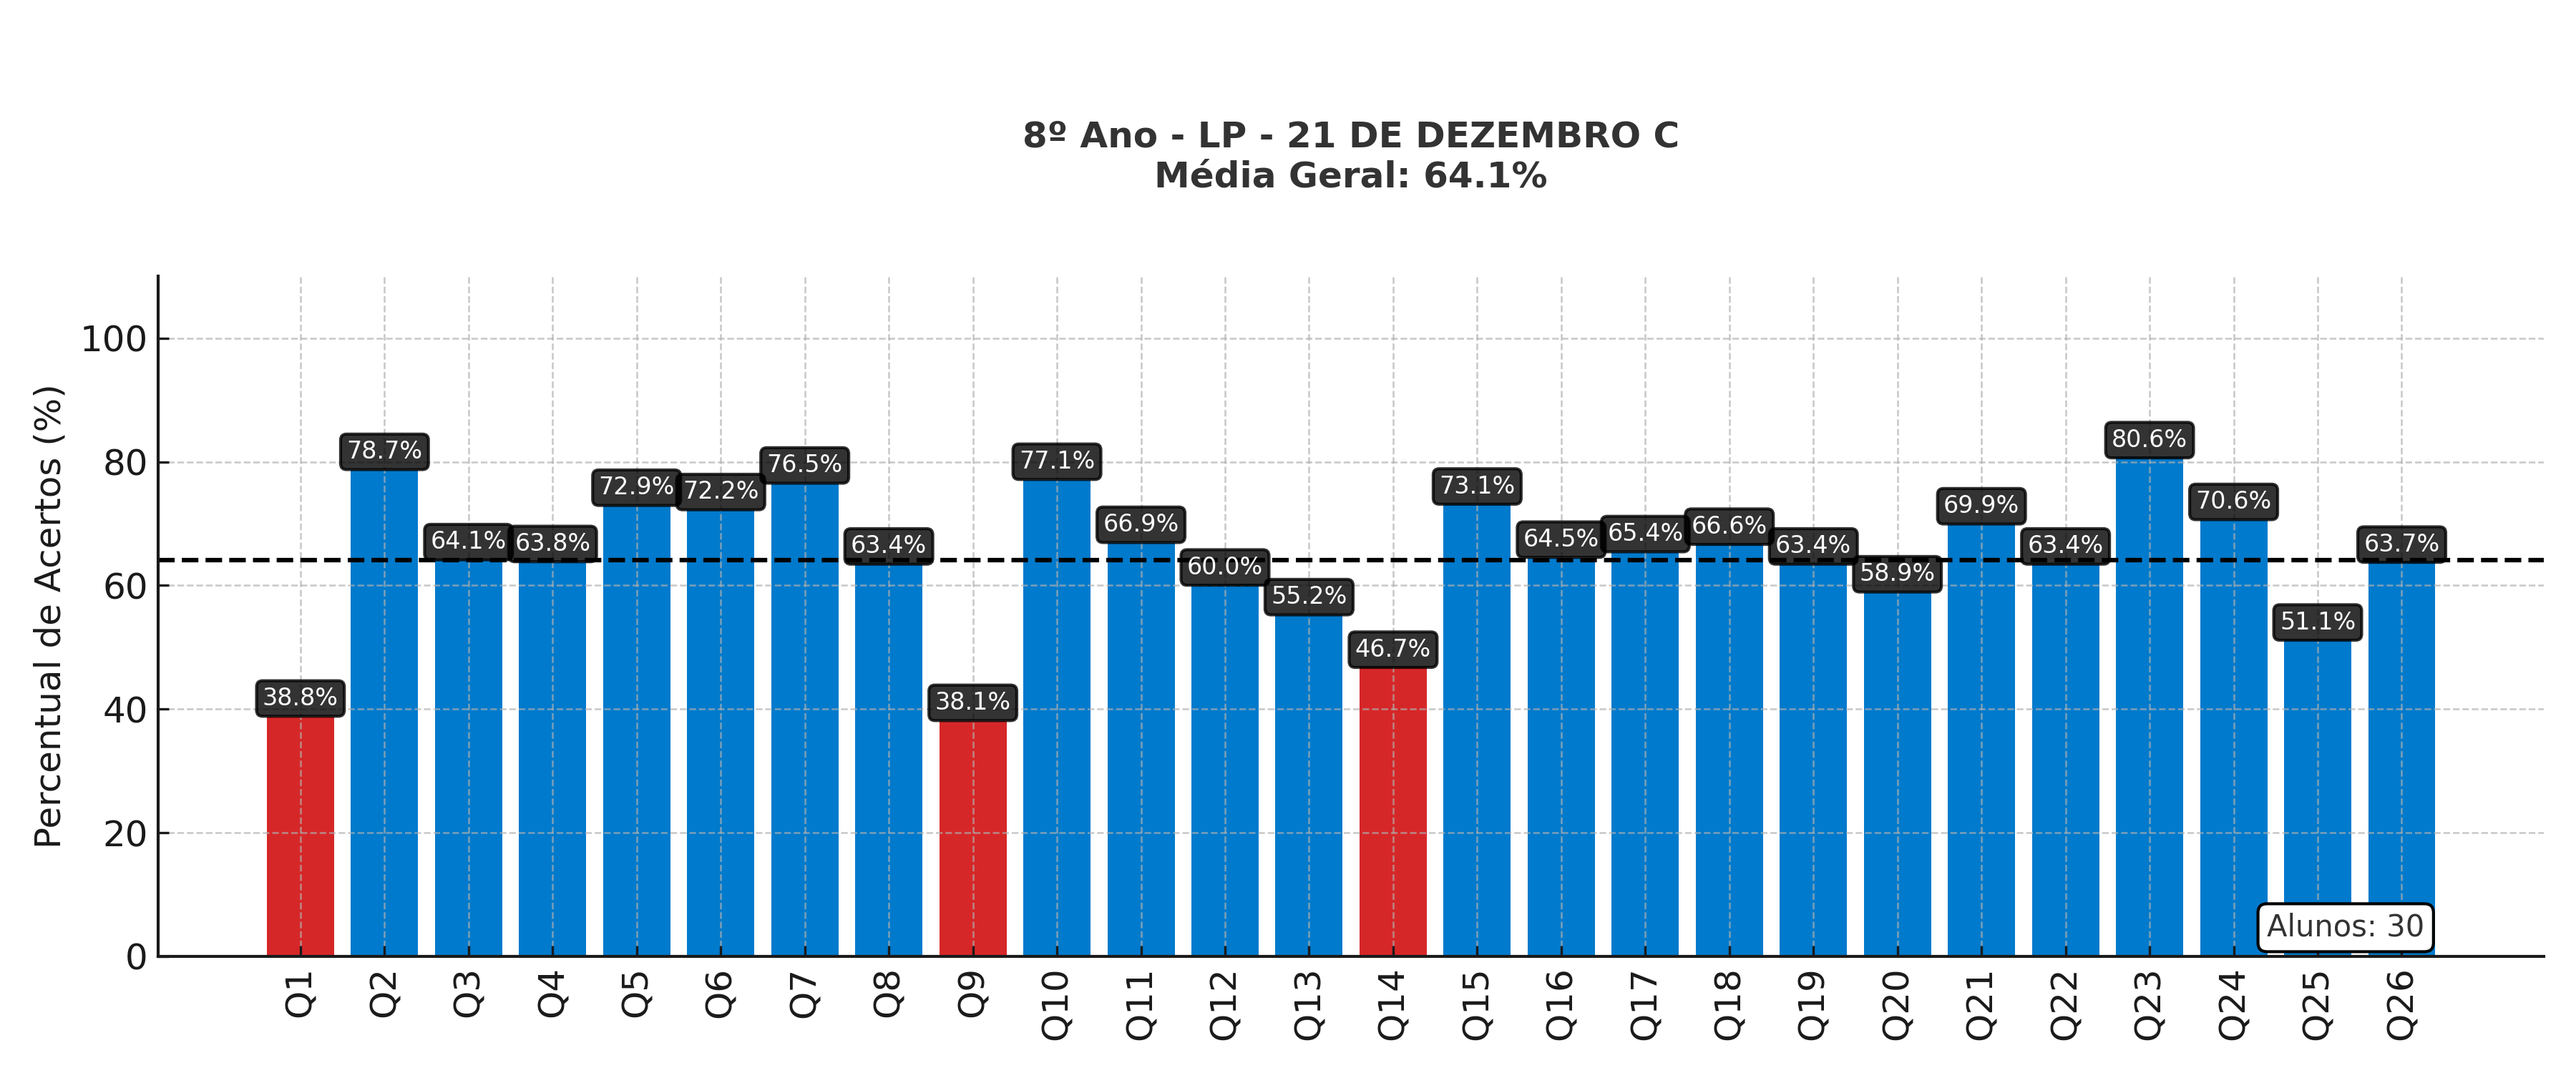 8º Ano - LP - 21 DE DEZEMBRO C
Média Geral: 64.1%
Percentual de Acertos (%)
100
80
60
40
20
0
38.8%
78.7%
64.1%
63.8%
72.9%
72.2%
76.5%
63.4%
38.1%
77.1%
66.9%
60.0%
55.2%
46.7%
73.1%
64.5%
65.4%
66.6%
63.4%
58.9%
69.9%
63.4%
80.6%
70.6%
51.1%
63.7%
Alunos: 30
Q1
Q2
Q3
Q4
Q5
Q6
Q7
Q8
Q9
Q10
Q11
Q12
Q13
Q14
Q15
Q16
Q17
Q18
Q19
Q20
Q21
Q22
Q23
Q24
Q25
Q26